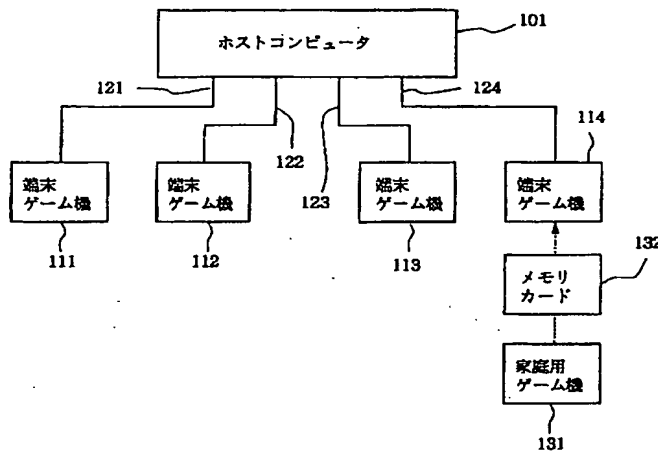 ホストコンピュータ
101
121
122
123
124
114
端末
ゲーム機
端末
ゲーム機
端末
ゲーム機
端末
ゲーム機
111
112
113
132
メモリ
カード
家庭用
ゲーム機
131